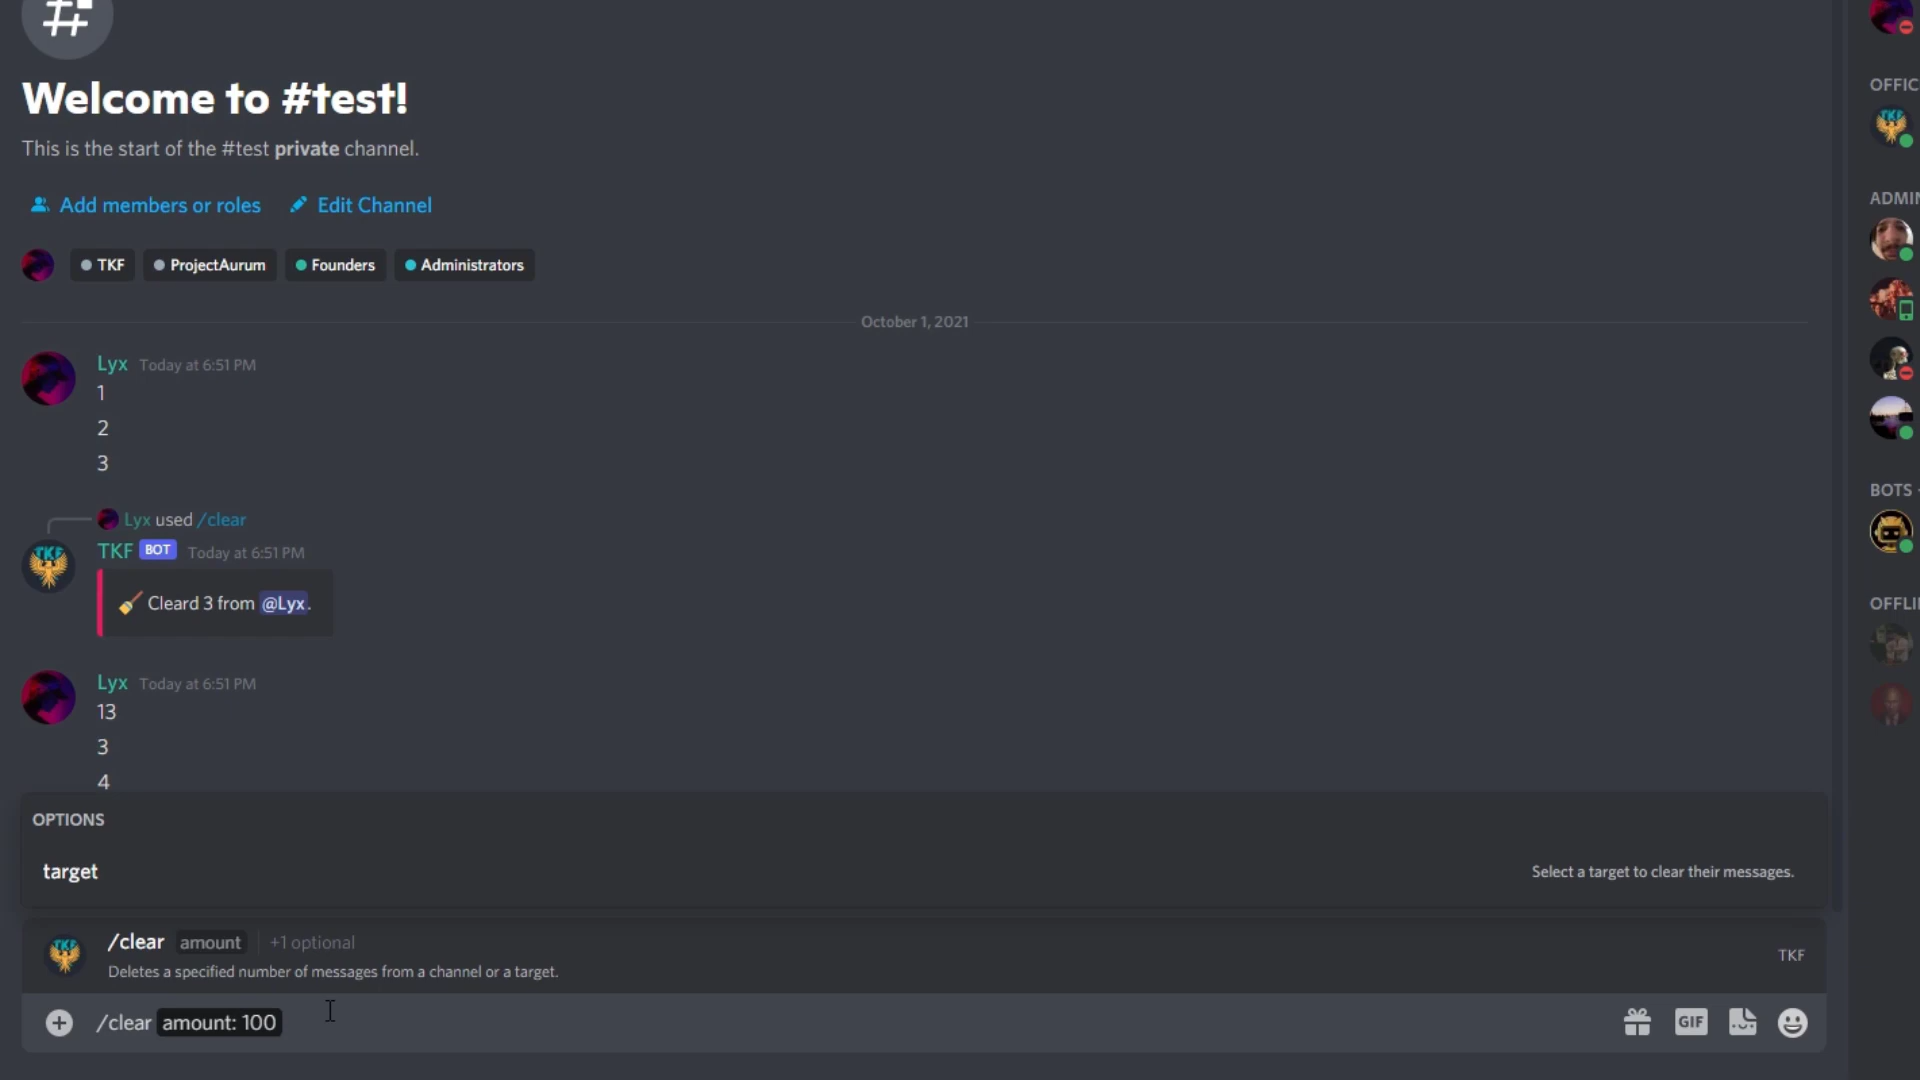 Welcome to #test!
This is the start of the #test private channel.
Add members or roles Edit Channel
TKF ProjectAurum Founders Administrators
October 1, 2021
Lyx Today at 6:51 PM
1
2
3
Lyx used /clear
TKF BOT Today at 6:51 PM
Cleard 3 from @Lyx.
Lyx Today at 6:51 PM
13
3
4
OPTIONS
target Select a target to clear their messages.
/clear amount +1 optional
Deletes a specified number of messages from a channel or a target.
TKF
/clear amount: 100
GIF
OFFIC
ADMIN
BOTS -
OFFLI